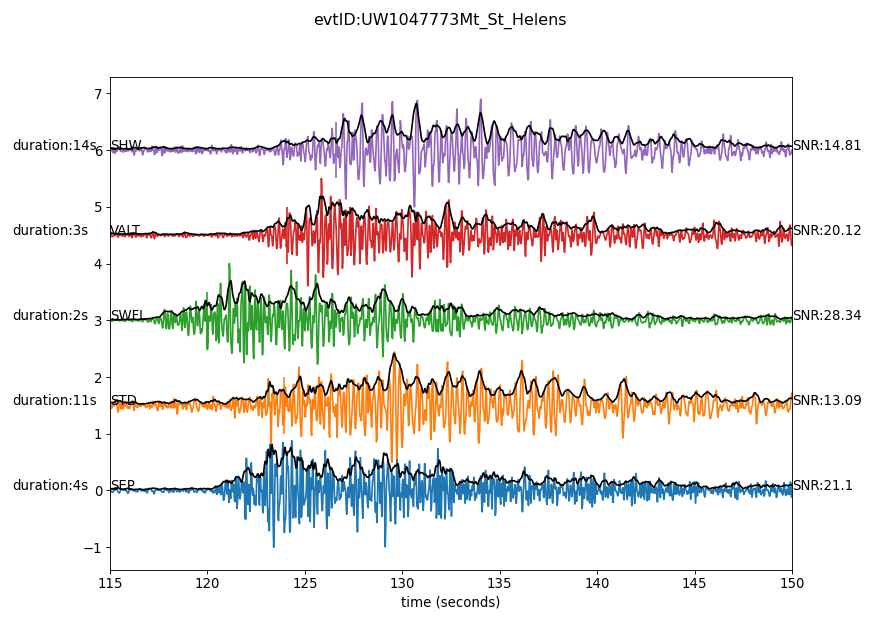 evtID:UW1047773Mt_St_Helens
7
duration:14s
6
SHW
SNR:14.81
5
duration:3s
VALT
SNR:20.12
4
duration:2s
3
SWFL
SNR:28.34
2
duration:11s
STD
SNR:13.09
1
duration:4s
0
SEP
SNR:21.1
−1
115 120 125 130 135 140 145 150
time (seconds)